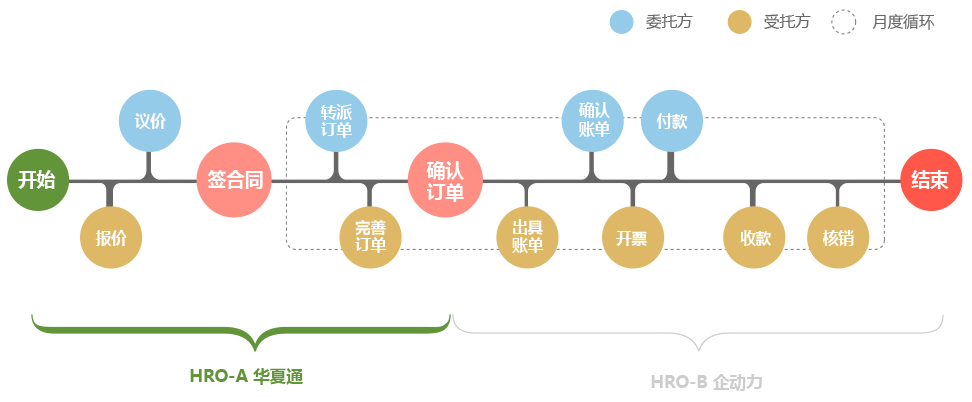 委托方
受托方
月度循环
议价
转派
订单
确认
账单
付款
开始
签合同
确认
订单
结束
报价
完善
订单
出具
账单
开票
收款
核销
HRO-A 华夏通
HRO-B 企动力